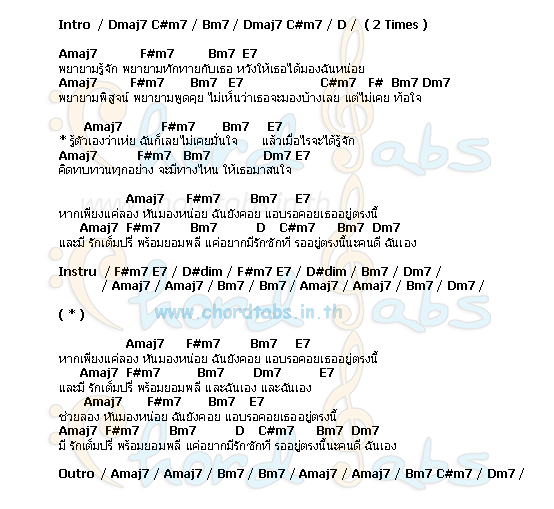 Intro / Dmaj7 C#m7 / Bm7 / Dmaj7 C#m7 / D / ( 2 Times )
Amaj7 F#m7 Bm7 E7
พยายามรู้จัก พยายามทักทายกับเธอ หวังให้เธอได้มองฉันหน่อย
Amaj7 F#m7 Bm7 E7 C#m7 F# Bm7 Dm7
พยายามพิสูจน์ พยายามพูดคุย ไม่เห็นว่าเธอจะมองบ้างเลย แต่ไม่เคย ท้อใจ
Amaj7 F#m7 Bm7 E7
* รู้ตัวเองว่าเห่ย ฉันก็เลยไม่เคยมั่นใจ แล้วเมื่อไรจะได้รู้จัก
Amaj7 F#m7 Bm7 Dm7 E7
คิดทบทวนทุกอย่าง จะมีทางไหน ให้เธอมาสนใจ
Amaj7 F#m7 Bm7 E7
หากเพียงแค่ลอง หันมองหน่อย ฉันยังคอย แอบรอคอยเธออยู่ตรงนี้
Amaj7 F#m7 Bm7 D C#m7 Bm7 Dm7
และมี รักเต็มปรี่ พร้อมยอมพลี แค่อยากมีรักซักที รออยู่ตรงนี้นะคนดี ฉันเอง
Instru / F#m7 E7 / D#dim / F#m7 E7 / D#dim / Bm7 / Dm7 /
/ Amaj7 / Amaj7 / Bm7 / Bm7 / Amaj7 / Amaj7 / Bm7 / Dm7 /
( * )
www.chordtabs.in.th
Amaj7 F#m7 Bm7 E7
หากเพียงแค่ลอง หันมองหน่อย ฉันยังคอย แอบรอคอยเธออยู่ตรงนี้
Amaj7 F#m7 Bm7 Dm7 E7
และมี รักเต็มปรี่ พร้อมยอมพลี และฉันเอง และฉันเอง
Amaj7 F#m7 Bm7 E7
ช่วยลอง หันมองหน่อย ฉันยังคอย แอบรอคอยเธออยู่ตรงนี้
Amaj7 F#m7 Bm7 D C#m7 Bm7 Dm7
มี รักเต็มปรี่ พร้อมยอมพลี แค่อยากมีรักซักที รออยู่ตรงนี้นะคนดี ฉันเอง
Outro / Amaj7 / Amaj7 / Bm7 / Bm7 / Amaj7 / Amaj7 / Bm7 C#m7 / Dm7 /